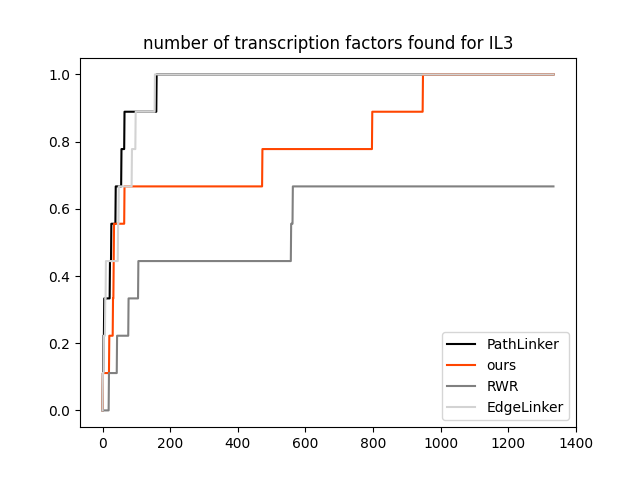 number of transcription factors found for IL3
1.0
0.8
0.6
0.4
0.2
0.0
0 200 400 600 800 1000 1200 1400
PathLinker
ours
RWR
EdgeLinker